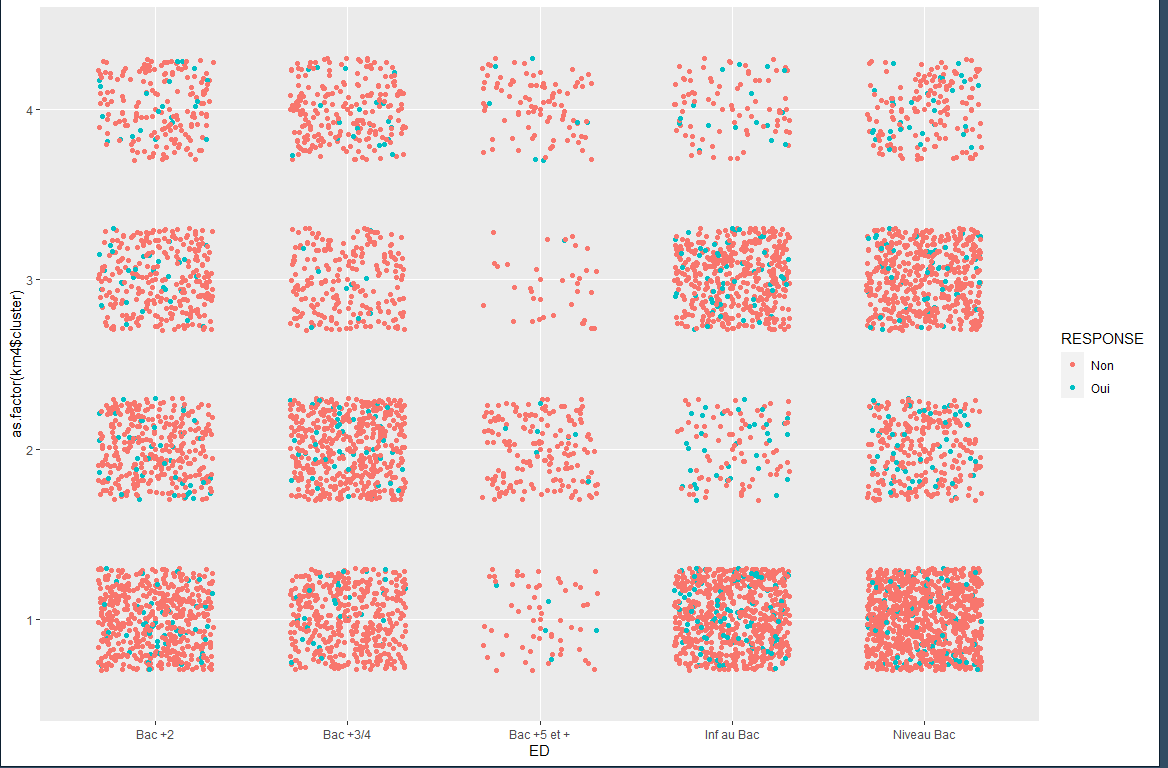 4
3
2
1
as.factor(km4$cluster)
Bac +2
Bac +3/4
Bac +5 et +
Inf au Bac
Niveau Bac
ED
RESPONSE
Non
Oui